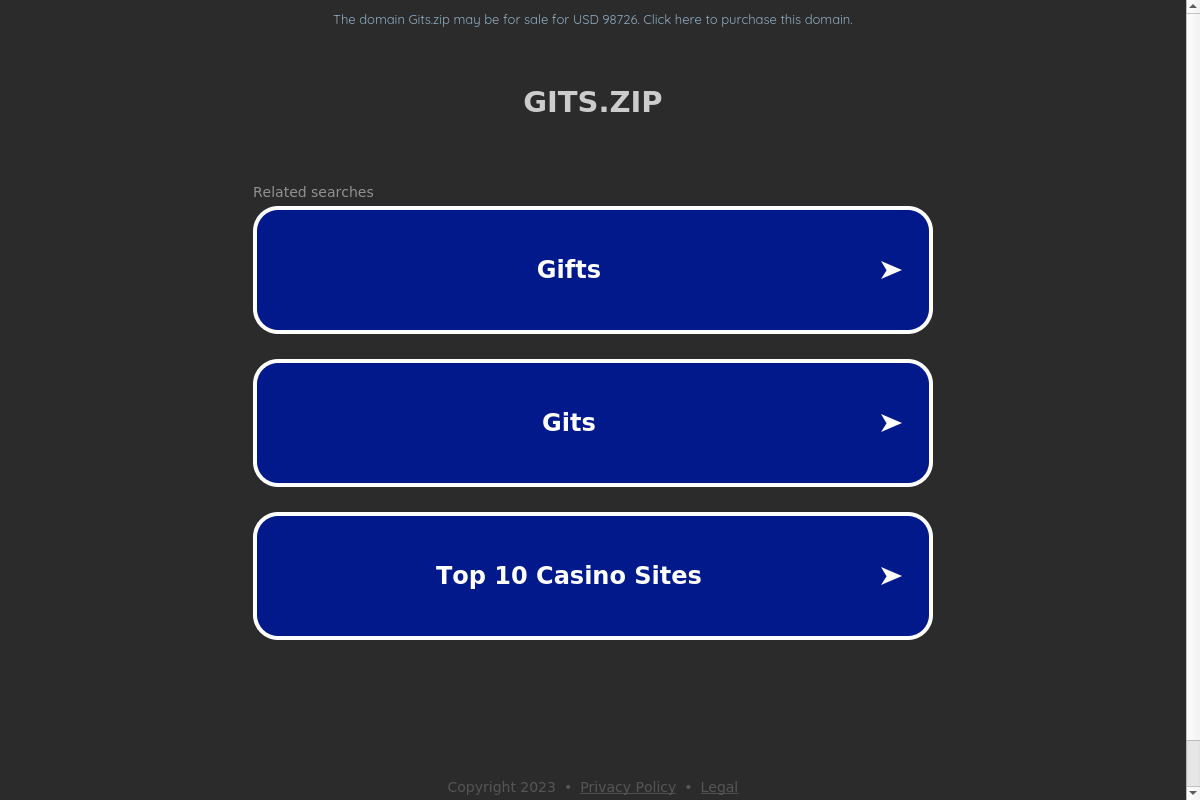 The domain Gits.zip may be for sale for USD 98726. Click here to purchase this domain.
GITS.ZIP
Related searches
Gifts
Gits
Top 10 Casino Sites
Copyright 2023 • Privacy Policy • Legal